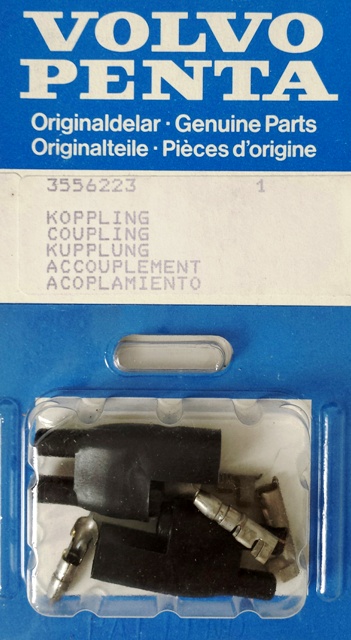 VOLVO
PENTA
Originaldelar · Genuine Parts
Originalteile · Pièces d'origine
3556223 1
KOPPLING
COUPLING
KUPPLUNG
ACCOUPLEMENT
ACOPLAMIENTO